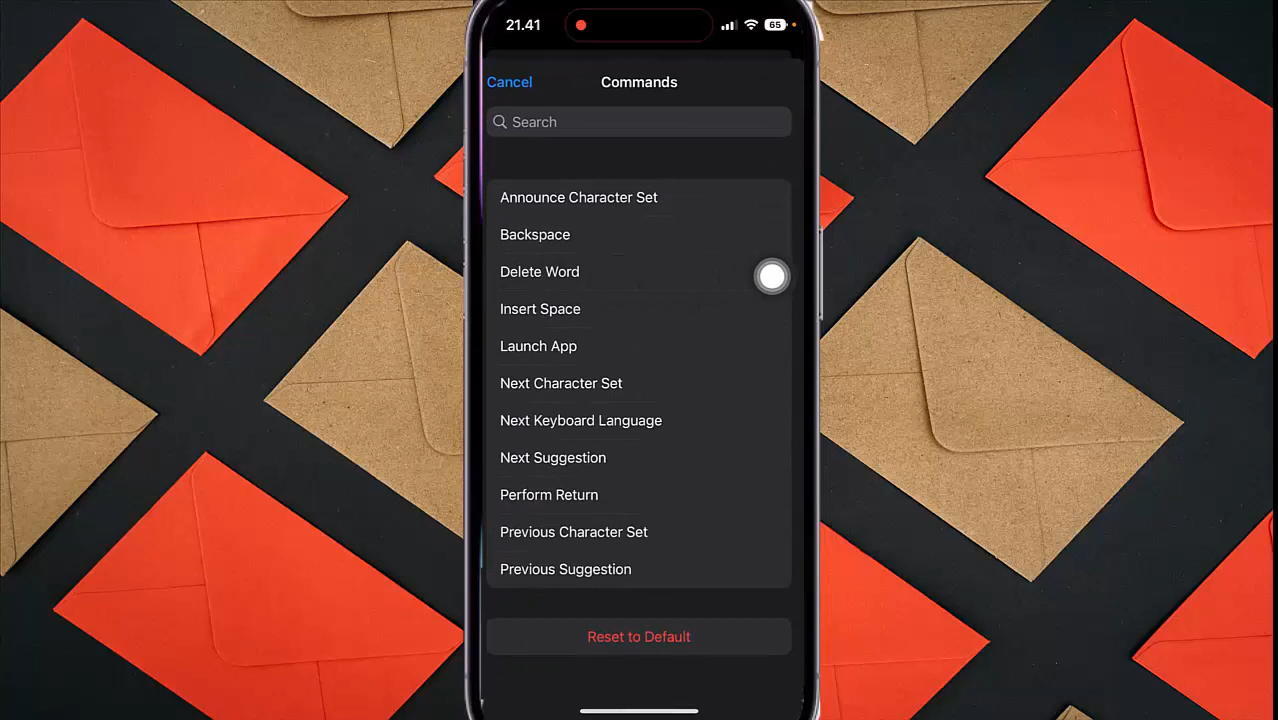 21.41
65
Cancel
Commands
Search
Announce Character Set
Backspace
Delete Word
Insert Space
Launch App
Next Character Set
Next Keyboard Language
Next Suggestion
Perform Return
Previous Character Set
Previous Suggestion
Reset to Default